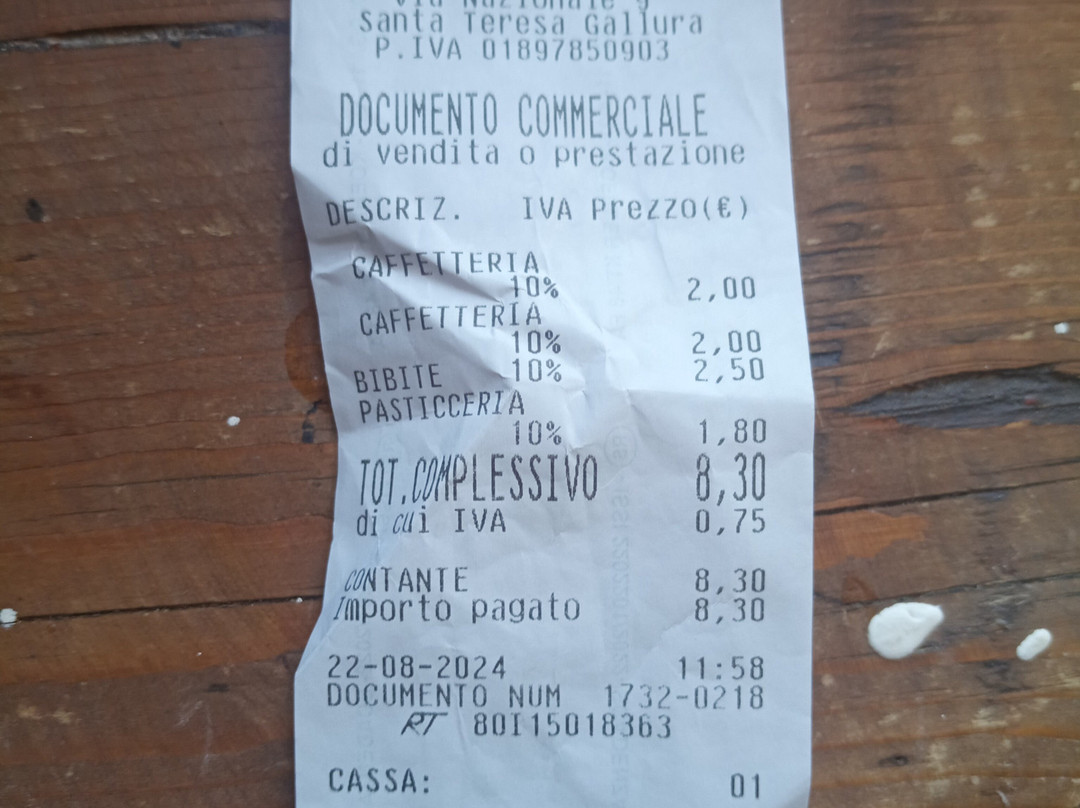 Via Nazionale 9
Santa Teresa Gallura
P.IVA 01897850903
DOCUMENTO COMMERCIALE
di vendita o prestazione
DESCRIZ. IVA Prezzo(€)
CAFFETTERIA
10% 2,00
CAFFETTERIA
10% 2,00
BIBITE 10% 2,50
PASTICCERIA
10% 1,80
TOT.COMPLESSIVO 8,30
di cui IVA 0,75
CONTANTE 8,30
Importo pagato 8,30
22-08-2024 11:58
DOCUMENTO NUM 1732-0218
RT 80I15018363
CASSA: 01